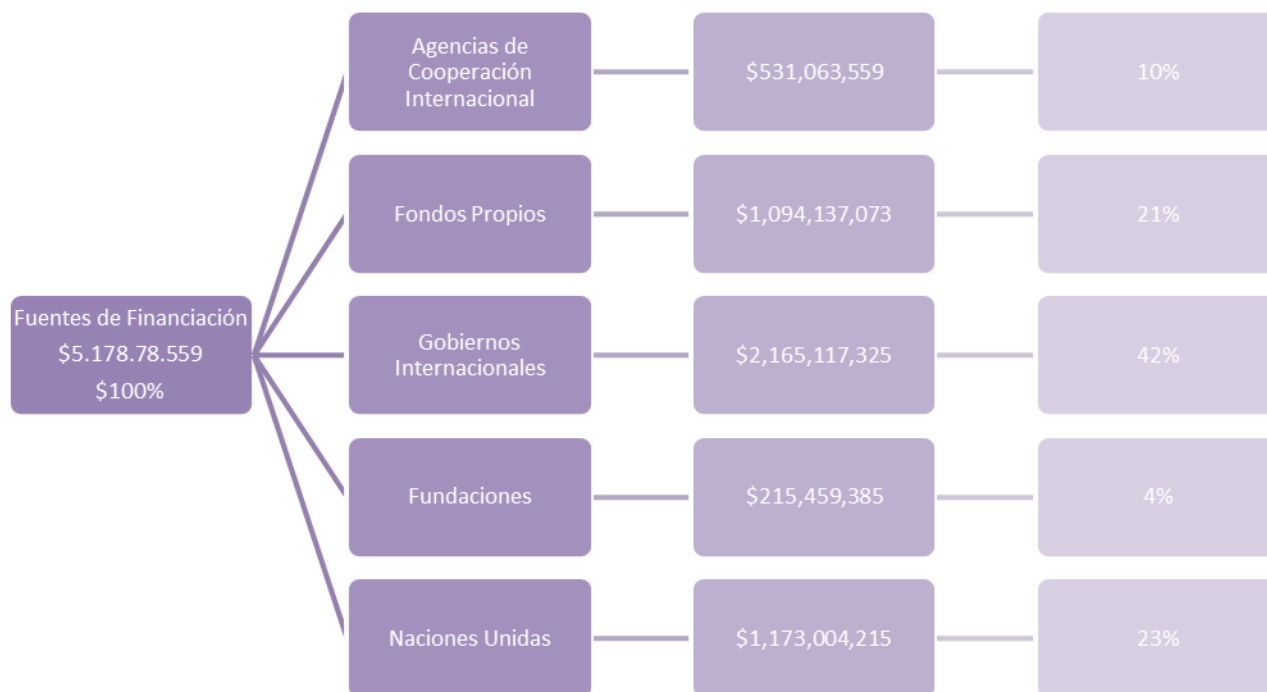 Agencias de
Cooperación
Internacional
$531,063,559
10%
Fondos Propios
$1,094,137,073
21%
Fuentes de Financiación
$5.178.78.559
$100%
Gobiernos
Internacionales
$2,165,117,325
42%
Fundaciones
$215,459,385
4%
Naciones Unidas
$1,173,004,215
23%